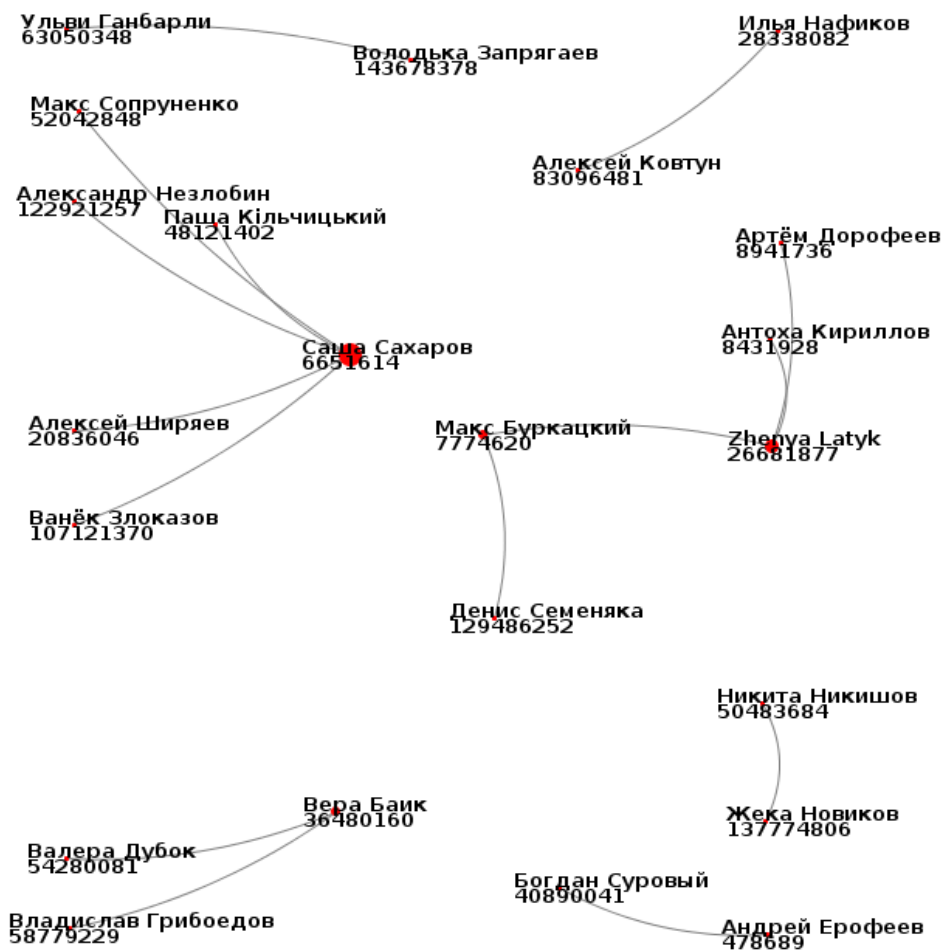 Ульви Ганбарли
63050348
Володька Запрягаев
143678378
Илья Нафиков
28338082
Макс Сопруненко
52042848
Алексей Ковтун
83096481
Александр Незлобин
122921257
Паша Кільчицький
48121402
Артём Дорофеев
8941736
Антоха Кириллов
8431928
Саша Сахаров
6651614
Алексей Ширяев
20836046
Макс Буркацкий
7774620
Zhenya Latyk
26681877
Ванёк Злоказов
107121370
Денис Семеняка
129486252
Никита Никишов
50483684
Вера Баик
36480160
Жека Новиков
137774806
Валера Дубок
54280081
Богдан Суровый
40890041
Владислав Грибоедов
58779229
Андрей Ерофеев
478689